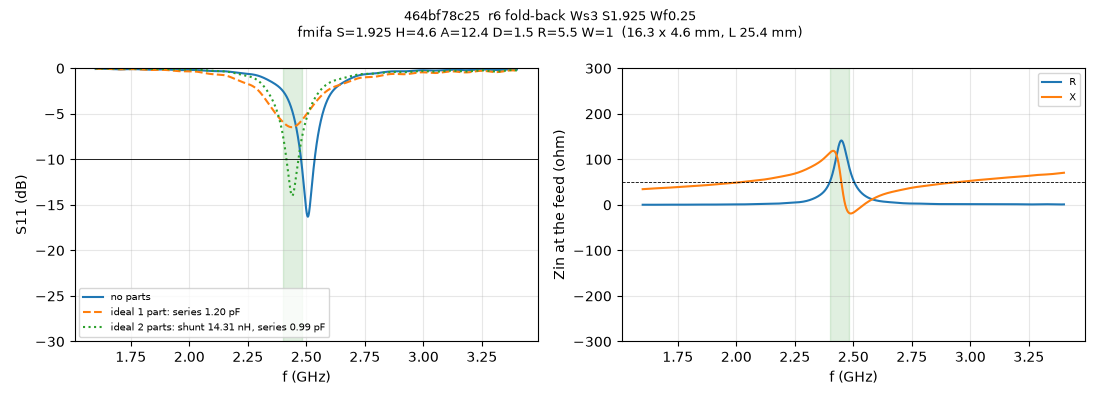 464bf78c25  r6 fold-back Ws3 S1.925 Wf0.25
fmifa S=1.925 H=4.6 A=12.4 D=1.5 R=5.5 W=1  (16.3 x 4.6 mm, L 25.4 mm)
S11 (dB)
0
−5
−10
−15
−20
−25
−30
no parts
ideal 1 part: series 1.20 pF
ideal 2 parts: shunt 14.31 nH, series 0.99 pF
1.75 2.00 2.25 2.50 2.75 3.00 3.25
f (GHz)
Zin at the feed (ohm)
300
200
100
0
−100
−200
−300
R
X
1.75 2.00 2.25 2.50 2.75 3.00 3.25
f (GHz)